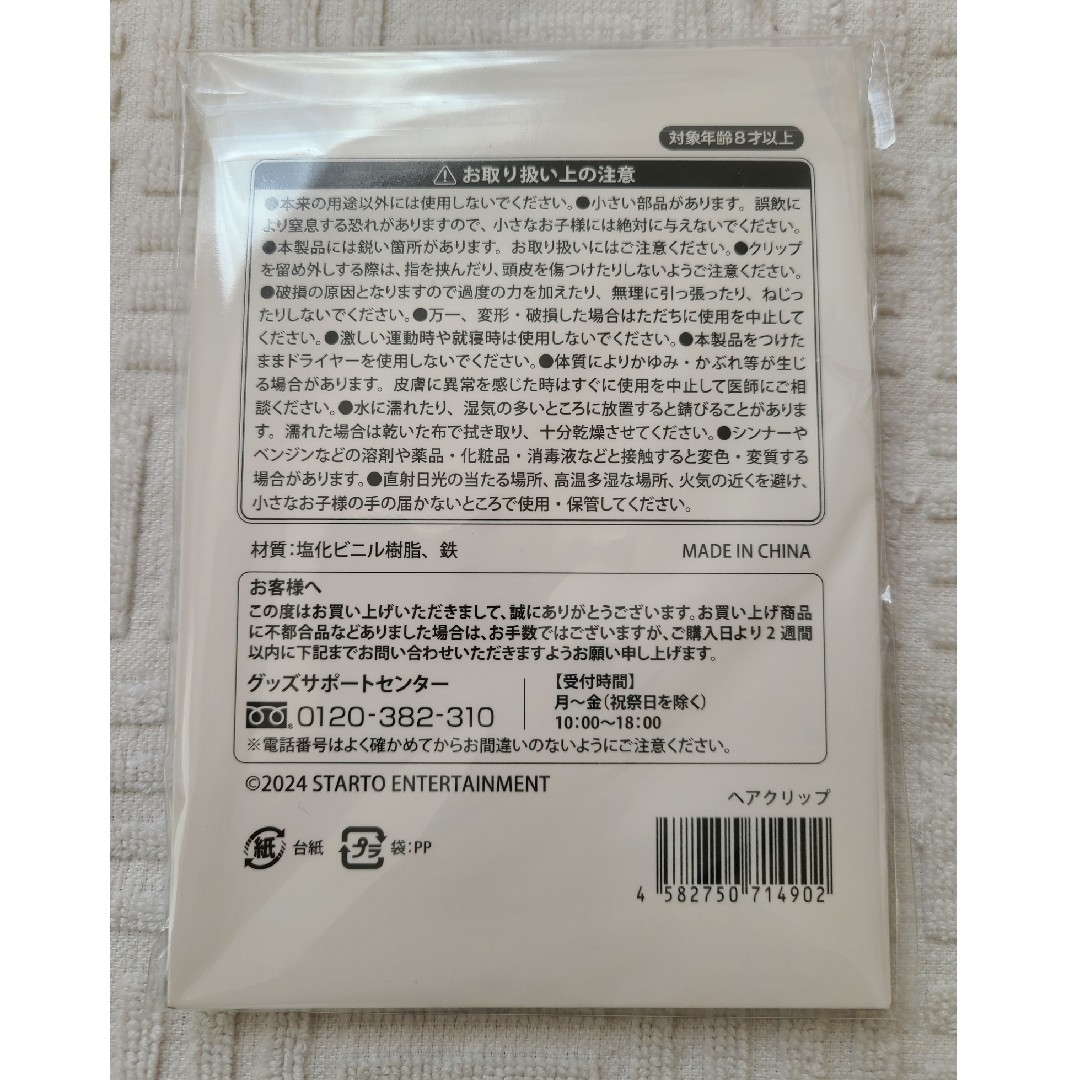 対象年齢8才以上
⚠ お取り扱い上の注意
●本来の用途以外には使用しないでください。●小さい部品があります。誤飲に
より窒息する恐れがありますので、小さなお子様には絶対に与えないでください。
●本製品には鋭い箇所があります。お取り扱いにはご注意ください。●クリップ
を留め外しする際は、指を挟んだり、頭皮を傷つけたりしないようご注意ください。
●破損の原因となりますので過度の力を加えたり、無理に引っ張ったり、ねじっ
たりしないでください。●万一、変形・破損した場合はただちに使用を中止して
ください。●激しい運動時や就寝時は使用しないでください。●本製品をつけた
ままドライヤーを使用しないでください。●体質によりかゆみ・かぶれ等が生じ
る場合があります。皮膚に異常を感じた時はすぐに使用を中止して医師にご相
談ください。●水に濡れたり、湿気の多いところに放置すると錆びることがありま
す。濡れた場合は乾いた布で拭き取り、十分乾燥させてください。●シンナーや
ベンジンなどの溶剤や薬品・化粧品・消毒液などと接触すると変色・変質する
場合があります。●直射日光の当たる場所、高温多湿な場所、火気の近くを避け、
小さなお子様の手の届かないところで使用・保管してください。
材質：塩化ビニル樹脂、鉄 MADE IN CHINA
お客様へ
この度はお買い上げいただきまして、誠にありがとうございます。お買い上げ商品
に不都合品などありました場合は、お手数ではございますが、ご購入日より2週間
以内に下記までお問い合わせいただきますようお願い申し上げます。
グッズサポートセンター
0120-382-310
【受付時間】
月～金（祝祭日を除く）
10:00～18:00
※電話番号はよく確かめてからお間違いのないようにご注意ください。
©2024 STARTO ENTERTAINMENT
ヘアクリップ
紙 台紙 プラ 袋：PP
4 582750 714902